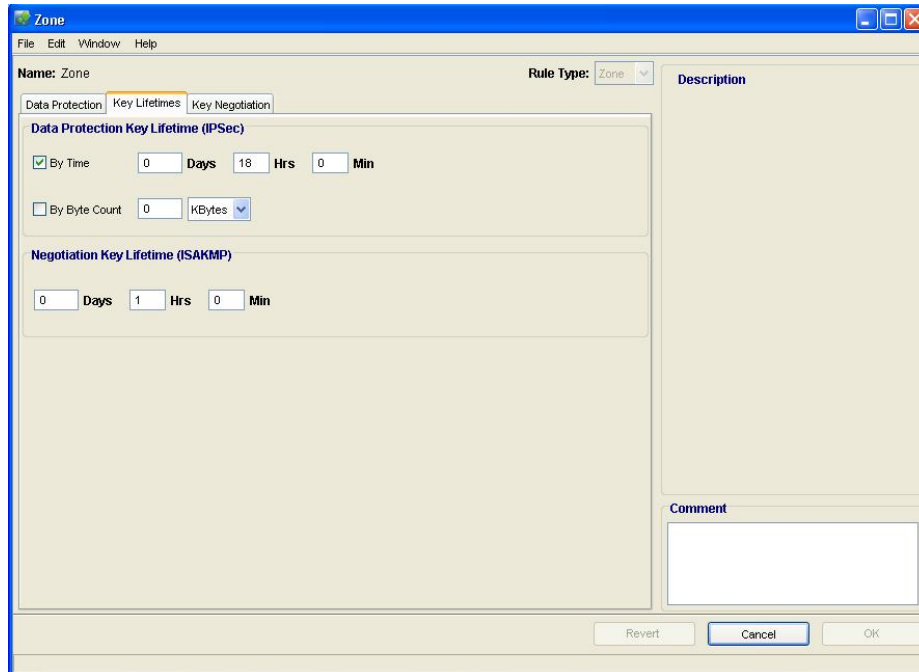 Zone
File Edit Window Help
Name: Zone Rule Type: Zone
Data Protection Key Lifetimes Key Negotiation
Data Protection Key Lifetime (IPSec)
By Time 0 Days 18 Hrs 0 Min
By Byte Count 0 KBytes
Negotiation Key Lifetime (ISAKMP)
0 Days 1 Hrs 0 Min
Description
Comment
Revert Cancel OK